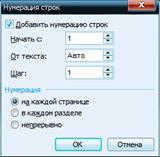 Нумерация строк
Добавить нумерацию строк
Начать с: 1
От текста: Авто
Шаг: 1
Нумерация
на каждой странице
в каждом разделе
непрерывно
ОК Отмена